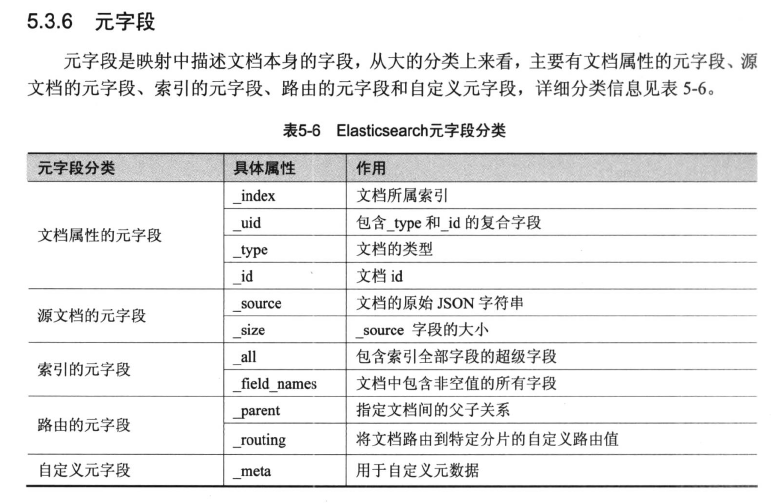 5.3.6 元字段
元字段是映射中描述文档本身的字段，从大的分类上来看，主要有文档属性的元字段、源
文档的元字段、索引的元字段、路由的元字段和自定义元字段，详细分类信息见表 5-6。
表5-6 Elasticsearch元字段分类
元字段分类 具体属性 作用
文档属性的元字段 _index 文档所属索引
_uid 包含_type 和_id 的复合字段
_type 文档的类型
_id 文档 id
源文档的元字段 _source 文档的原始 JSON 字符串
_size _source 字段的大小
索引的元字段 _all 包含索引全部字段的超级字段
_field_names 文档中包含非空值的所有字段
路由的元字段 _parent 指定文档间的父子关系
_routing 将文档路由到特定分片的自定义路由值
自定义元字段 _meta 用于自定义元数据